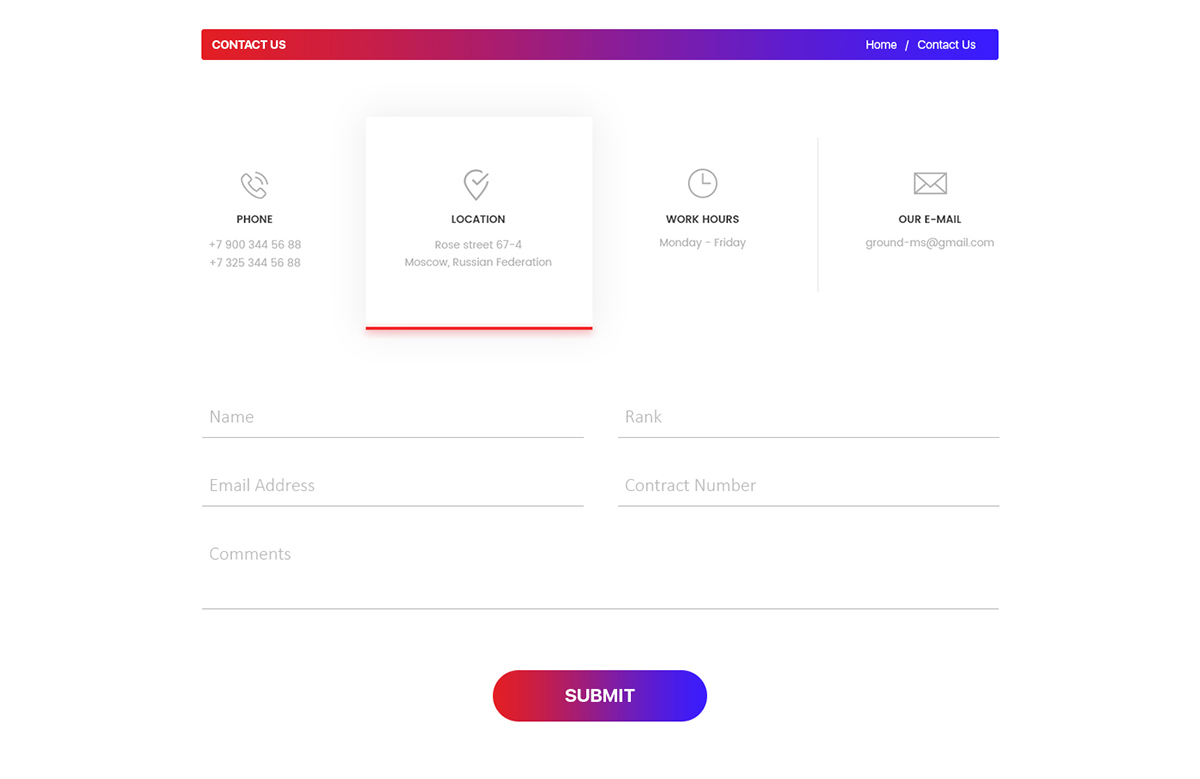 CONTACT US
Home / Contact Us
PHONE
+7 900 344 56 88
+7 325 344 56 88
LOCATION
Rose street 67-4
Moscow, Russian Federation
WORK HOURS
Monday - Friday
OUR E-MAIL
ground-ms@gmail.com
Name
Rank
Email Address
Contract Number
Comments
SUBMIT